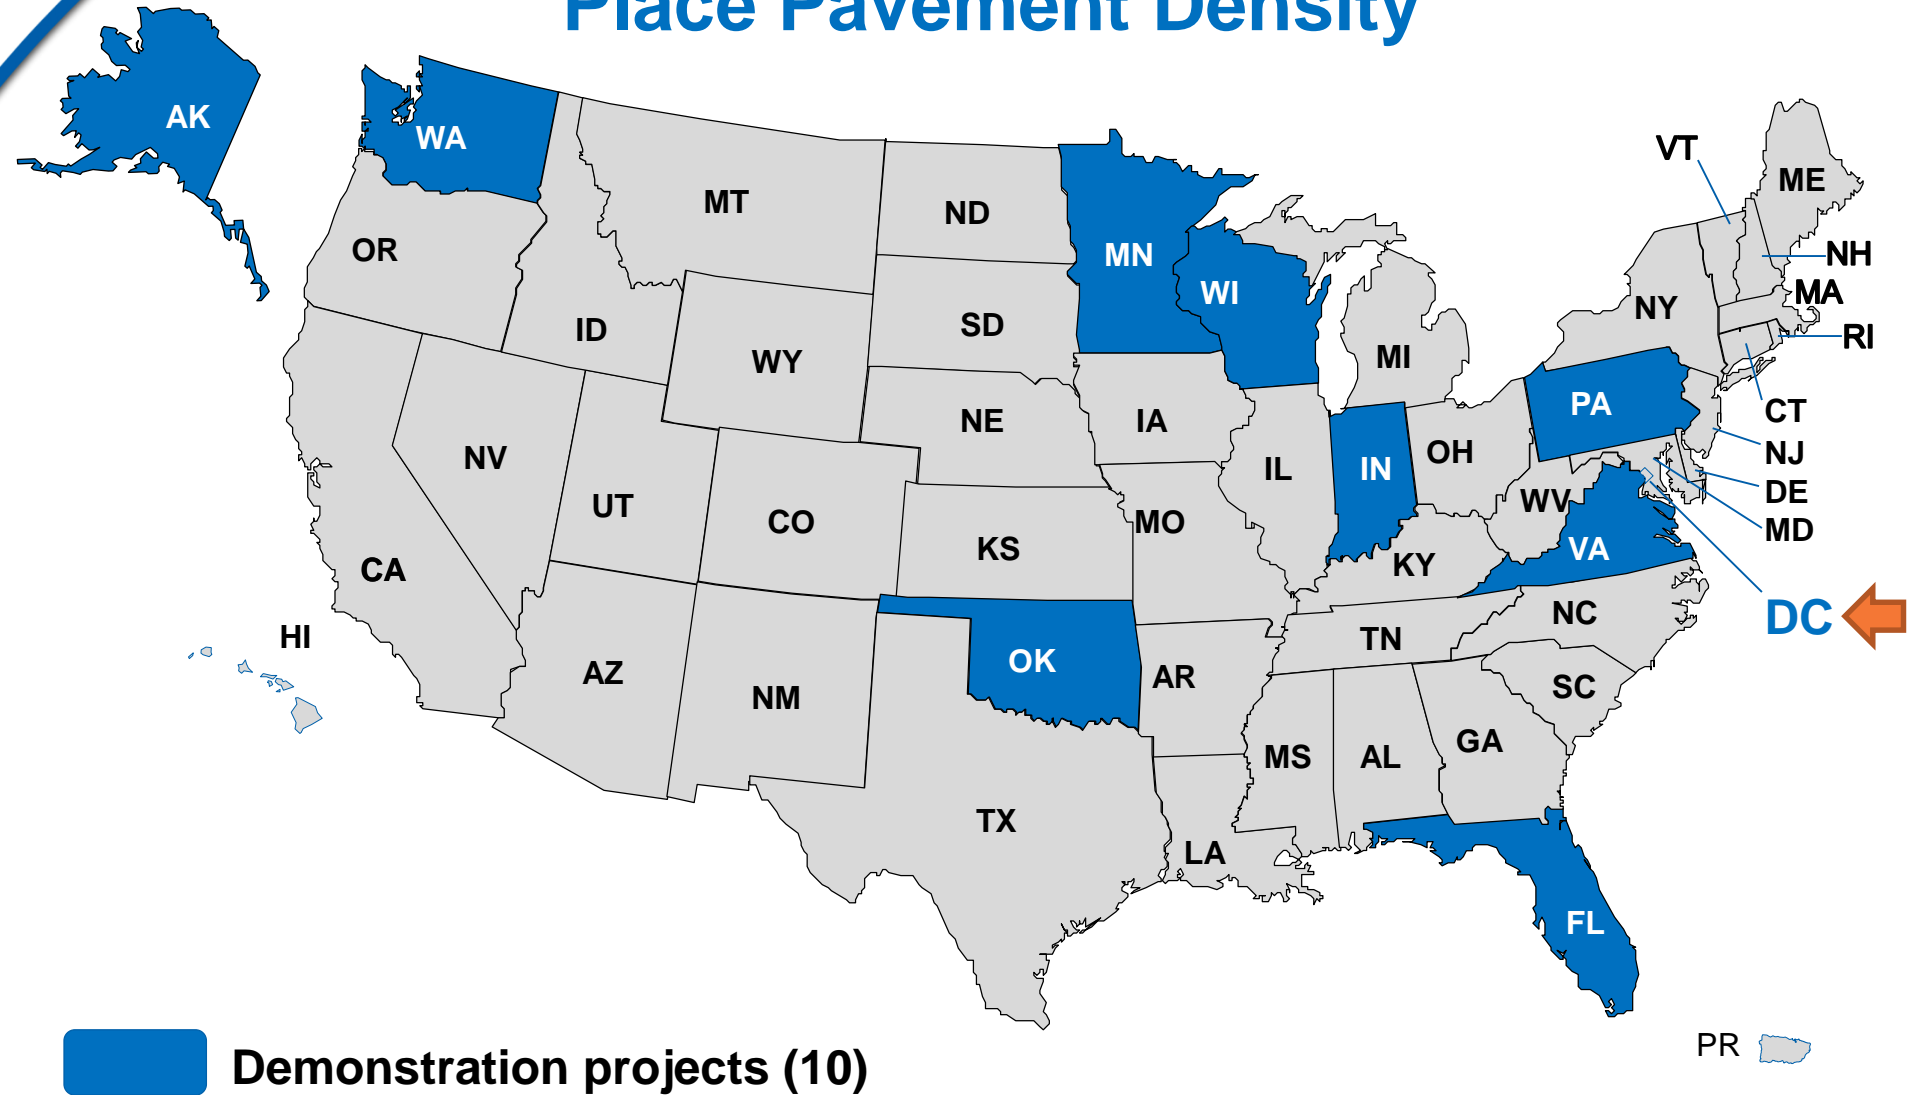 Place Pavement Density
AK
WA
MT
ND
MN
VT
ME
OR
NH
WI
MA
ID
SD
NY
RI
WY
MI
PA
CT
NE
IA
OH
NJ
NV
IL
IN
DE
UT
CO
MO
WV
MD
KS
VA
CA
KY
DC
NC
HI
TN
OK
AZ
AR
SC
NM
GA
MS
AL
TX
LA
FL
PR
Demonstration projects (10)